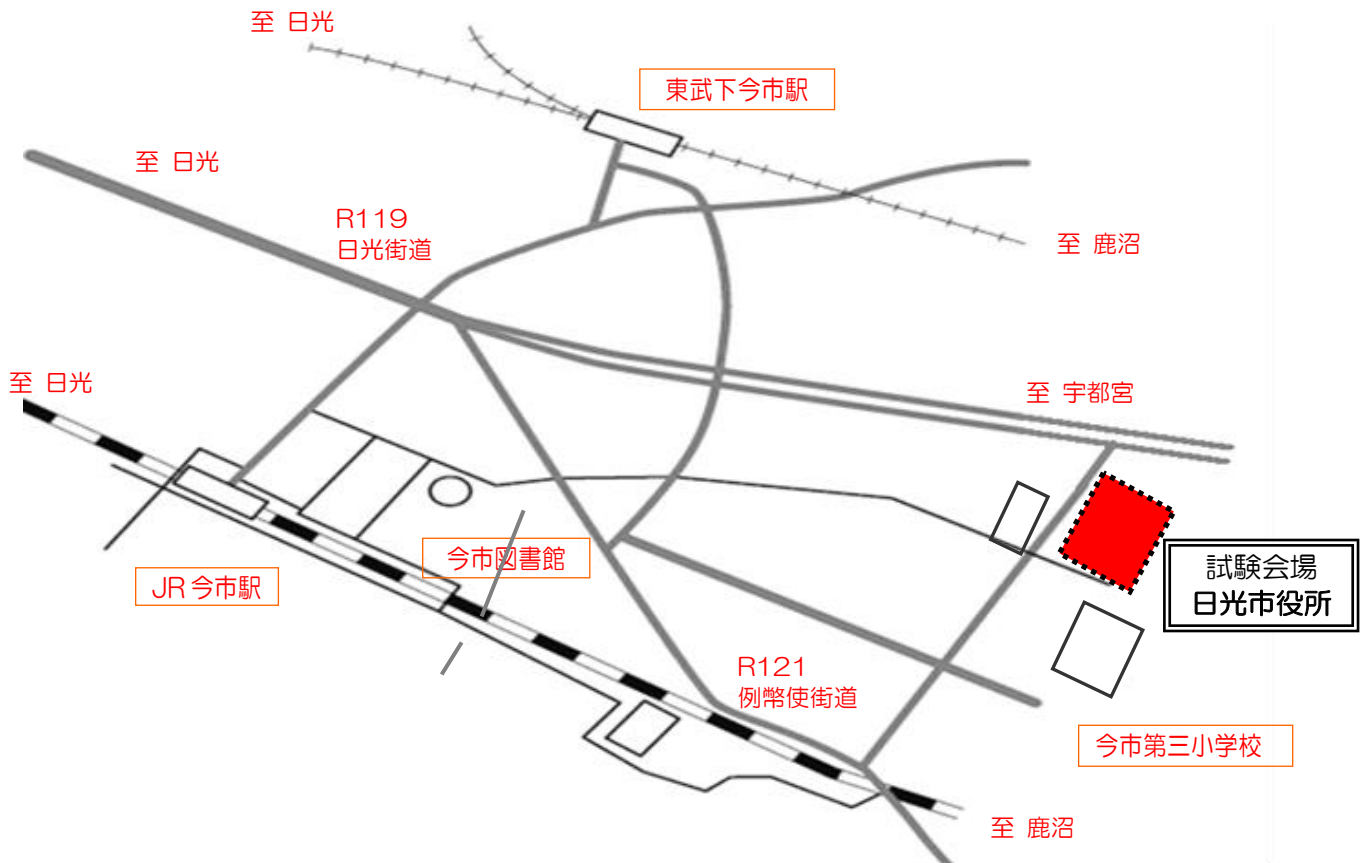 至 日光
東武下今市駅
至 日光
R119
日光街道
至 鹿沼
至 日光
至 宇都宮
今市図書館
JR 今市駅
試験会場
日光市役所
R121
例幣使街道
今市第三小学校
至 鹿沼